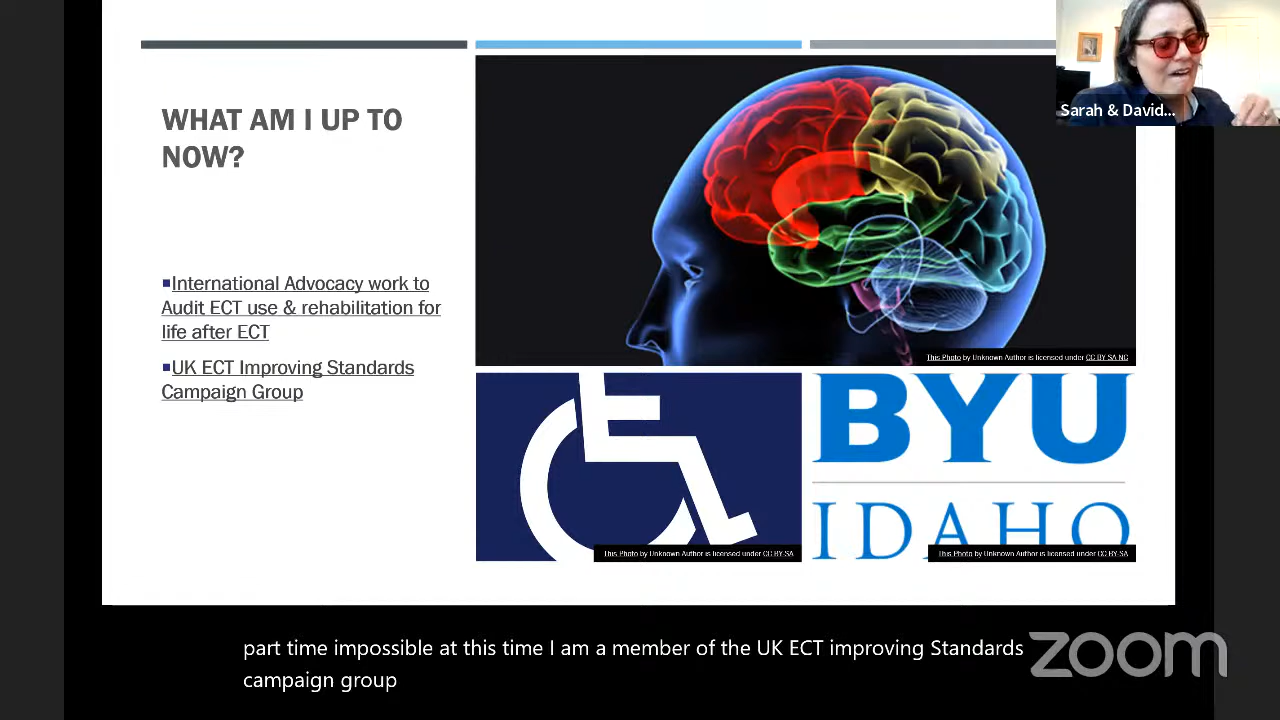 WHAT AM I UP TO
NOW?
▪International Advocacy work to
Audit ECT use & rehabilitation for
life after ECT
▪UK ECT Improving Standards
Campaign Group
This Photo by Unknown Author is licensed under CC BY SA NC
This Photo by Unknown Author is licensed under CC BY SA
BYU
IDAHO
This Photo by Unknown Author is licensed under CC BY-SA
Sarah & David...
part time impossible at this time I am a member of the UK ECT improving Standards
campaign group
zoom